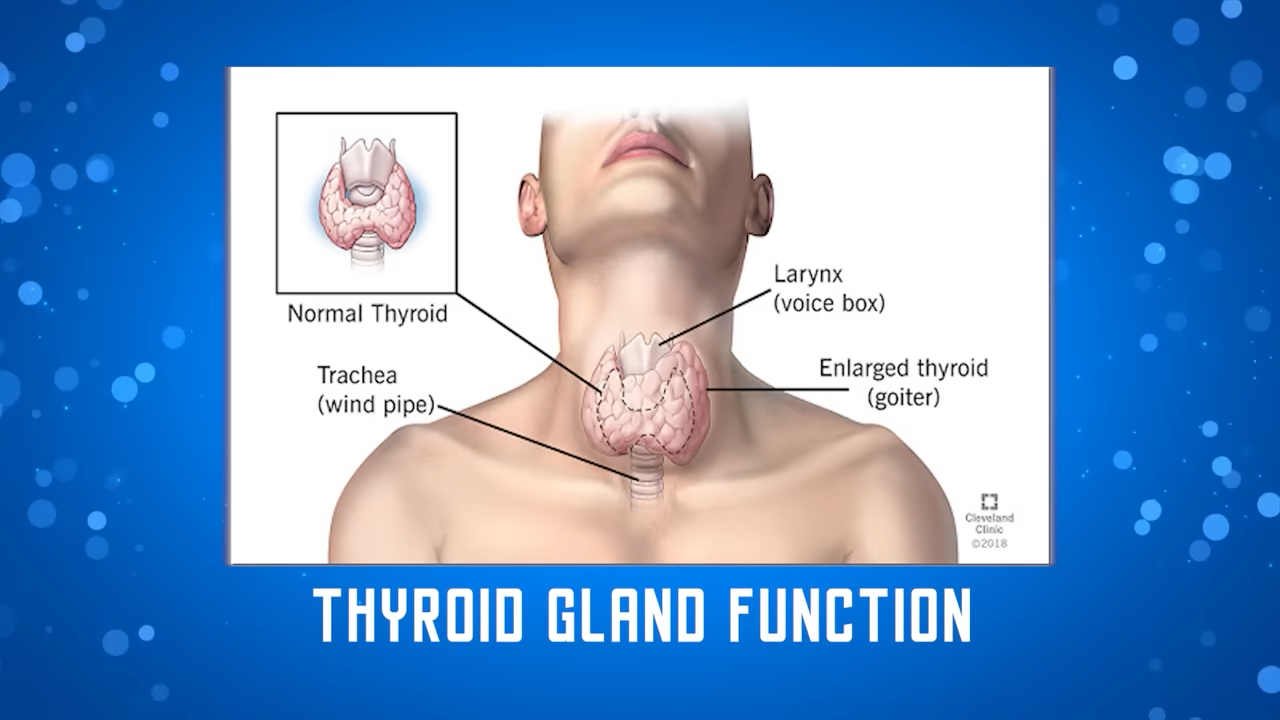 Normal Thyroid
Trachea
(wind pipe)
Larynx
(voice box)
Enlarged thyroid
(goiter)
Cleveland
Clinic
©2018
THYROID GLAND FUNCTION